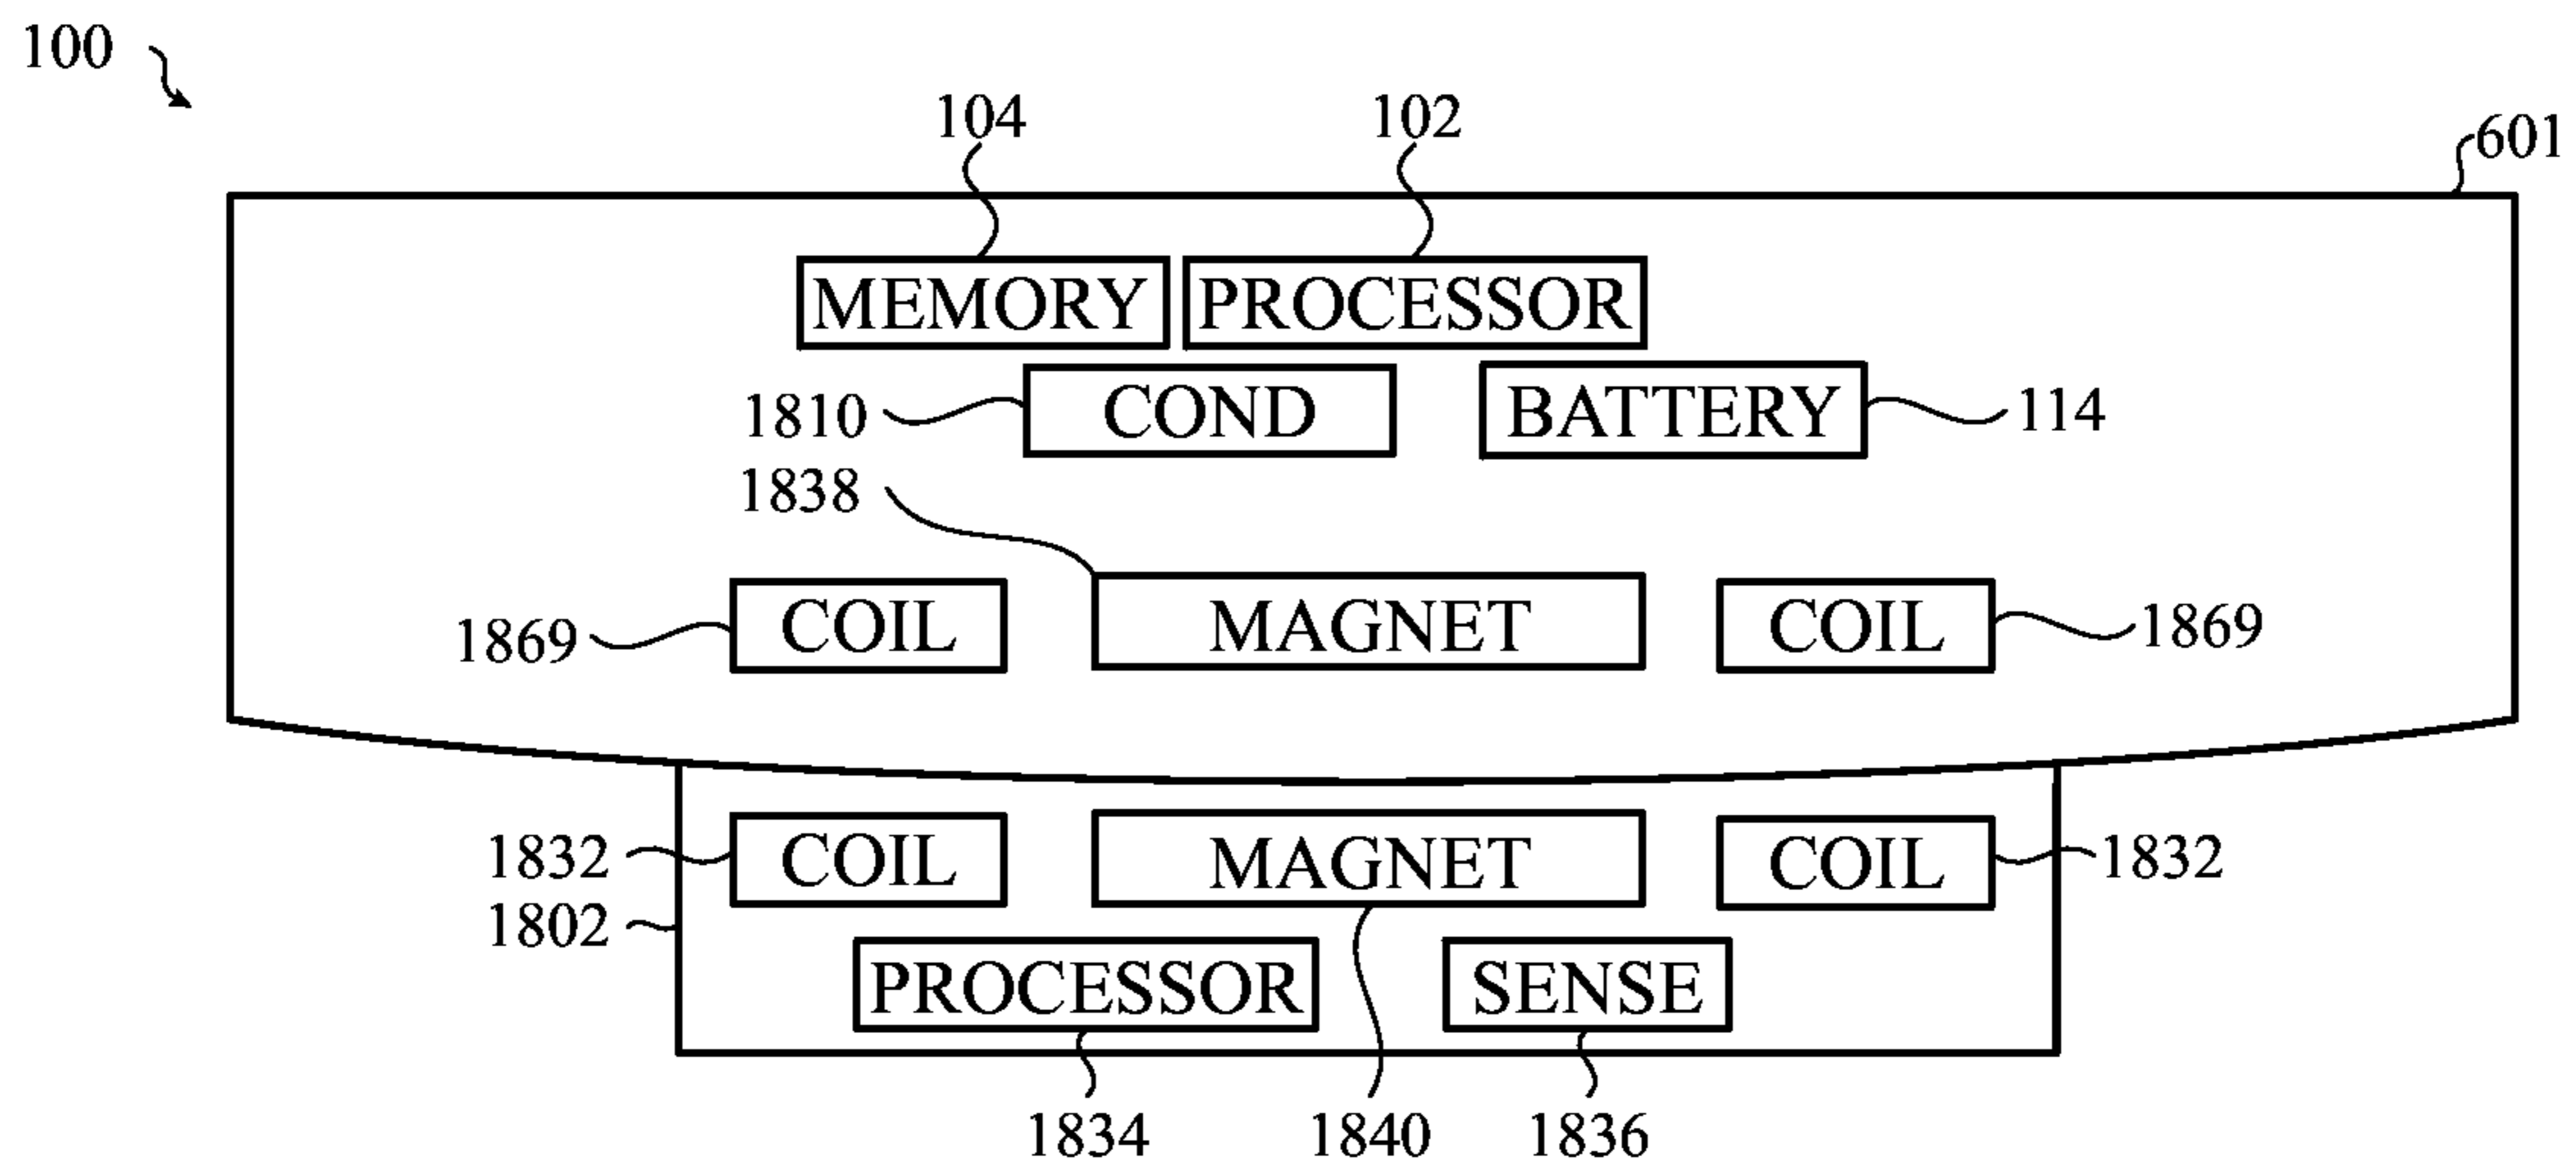 100
104 102
601
MEMORY PROCESSOR
1810 COND BATTERY 114
1838
1869 COIL MAGNET COIL 1869
1832 COIL MAGNET COIL 1832
1802
PROCESSOR SENSE
1834 1840 1836